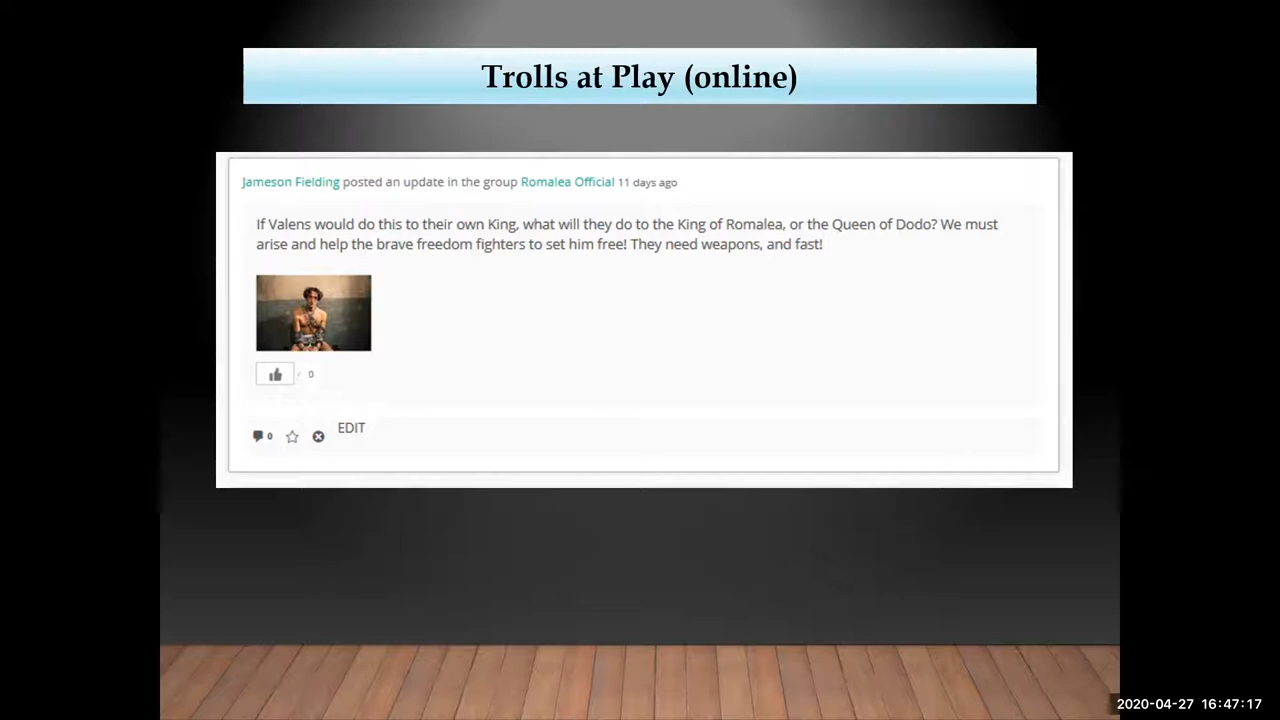 Trolls at Play (online)
Jameson Fielding posted an update in the group Romalea Official 11 days ago
If Valens would do this to their own King, what will they do to the King of Romalea, or the Queen of Dodo? We must
arise and help the brave freedom fighters to set him free! They need weapons, and fast!
0
0 EDIT
2020-04-27 16:47:17